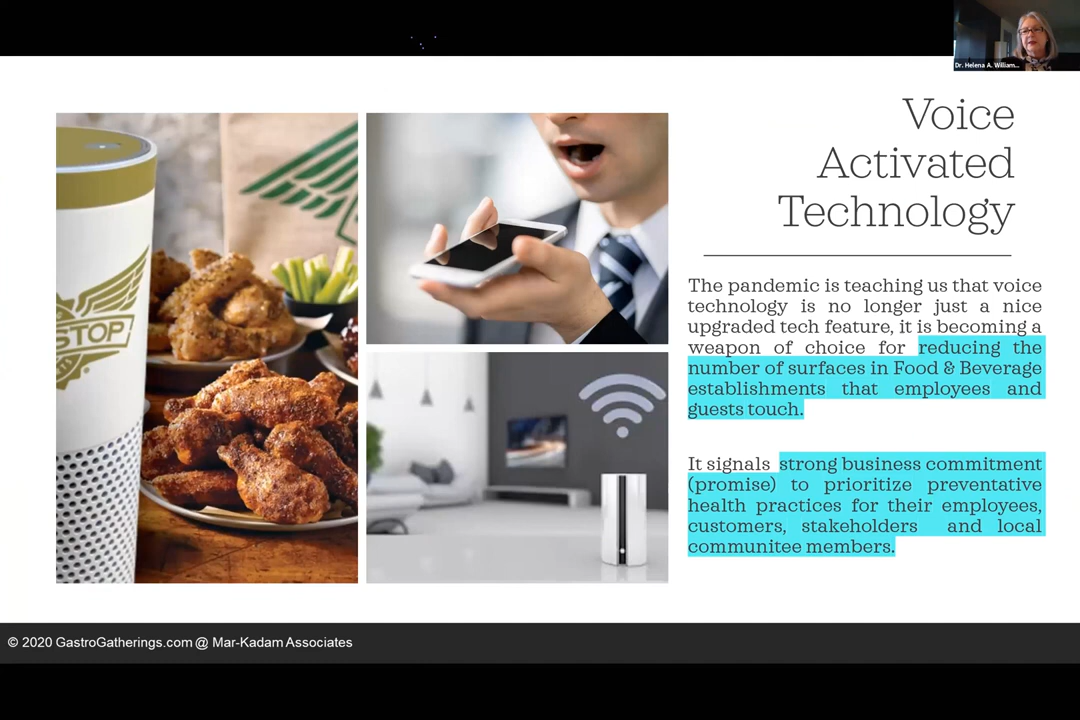 Dr. Helena A. William...
Voice
Activated
Technology
The pandemic is teaching us that voice
technology is no longer just a nice
upgraded tech feature, it is becoming a
weapon of choice for reducing the
number of surfaces in Food & Beverage
establishments that employees and
guests touch.
It signals strong business commitment
(promise) to prioritize preventative
health practices for their employees,
customers, stakeholders and local
communitee members.
STOP
© 2020 GastroGatherings.com @ Mar-Kadam Associates